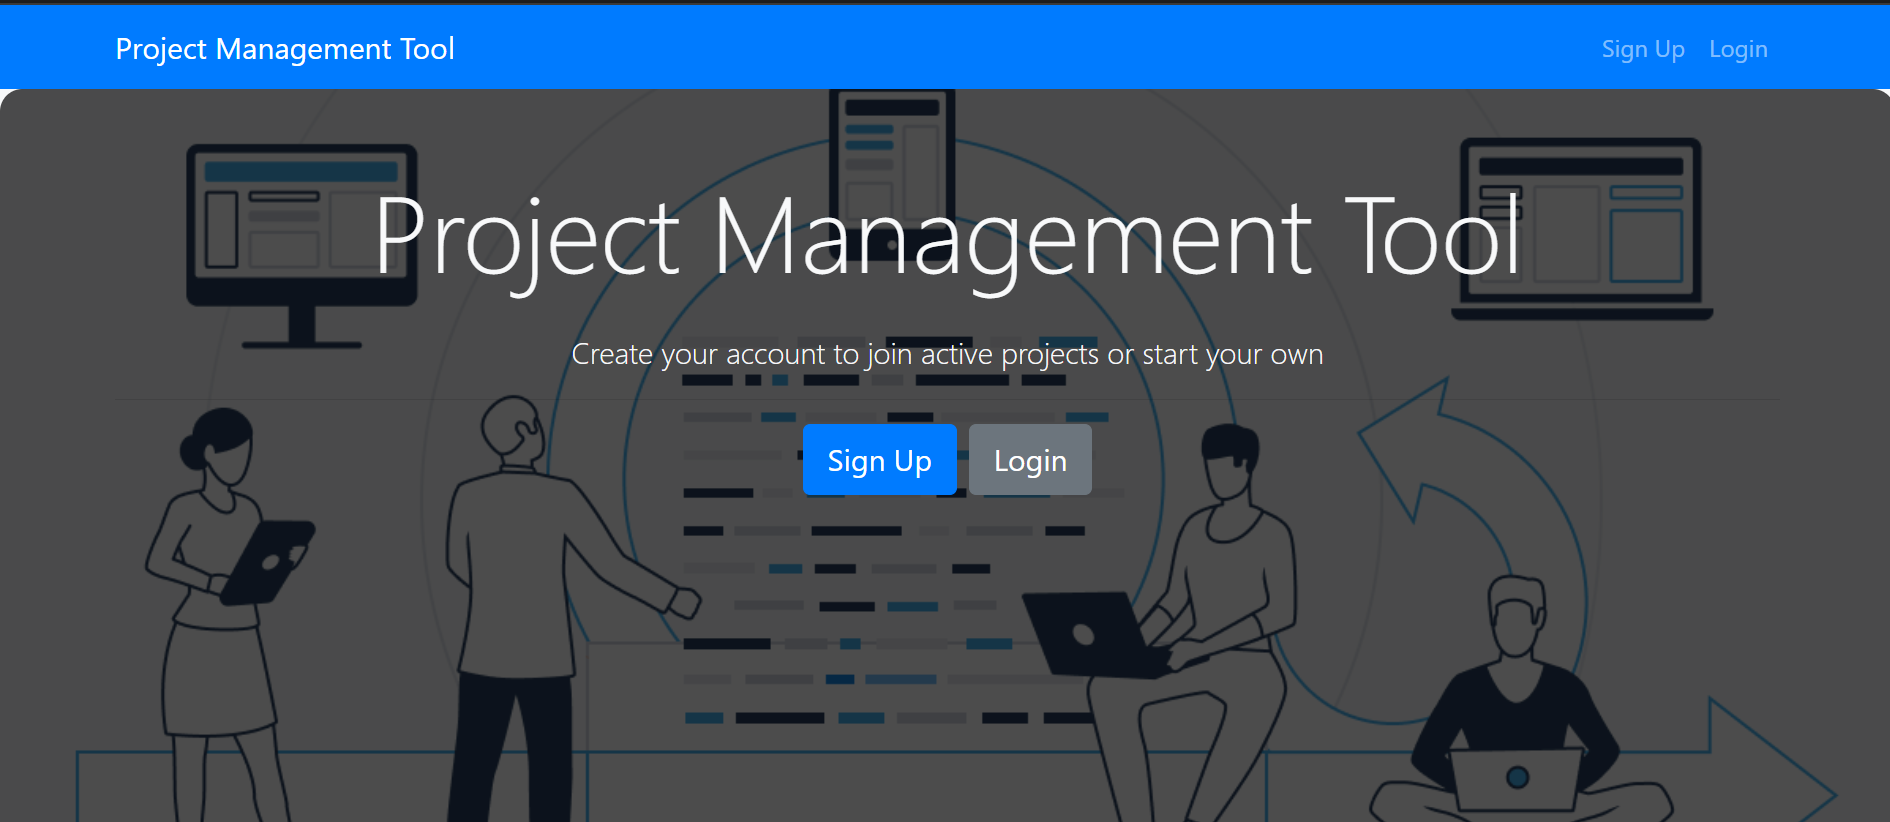 Project Management Tool
Sign Up Login
Project Management Tool
Create your account to join active projects or start your own
Sign Up Login